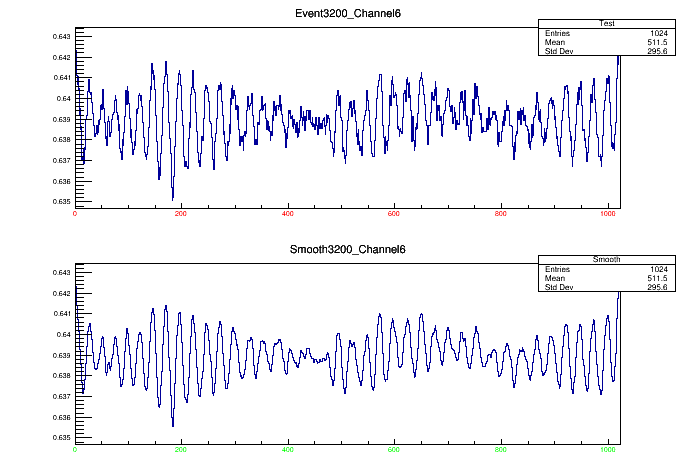 Event3200_Channel6
Test
Entries 1024
Mean 511.5
Std Dev 295.6
0.643
0.642
0.641
0.64
0.639
0.638
0.637
0.636
0.635
0 200 400 600 800 1000
Smooth3200_Channel6
Smooth
Entries 1024
Mean 511.5
Std Dev 295.6
0.643
0.642
0.641
0.64
0.639
0.638
0.637
0.636
0.635
0 200 400 600 800 1000